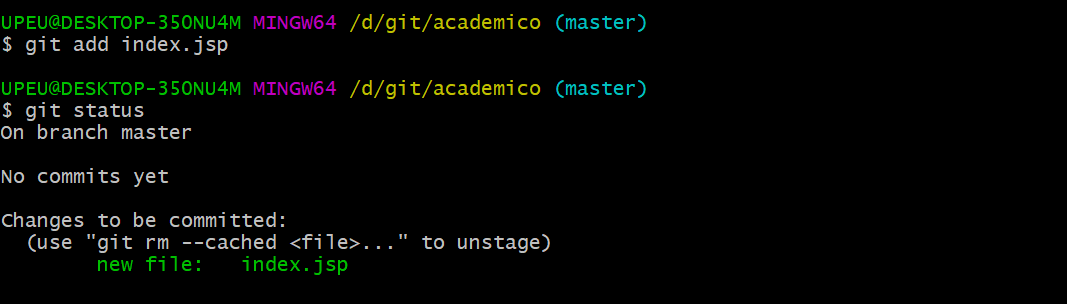 UPEU@DESKTOP-350NU4M MINGW64 /d/git/academico (master)
$ git add index.jsp
UPEU@DESKTOP-350NU4M MINGW64 /d/git/academico (master)
$ git status
On branch master
No commits yet
Changes to be committed:
  (use "git rm --cached <file>..." to unstage)
        new file:   index.jsp